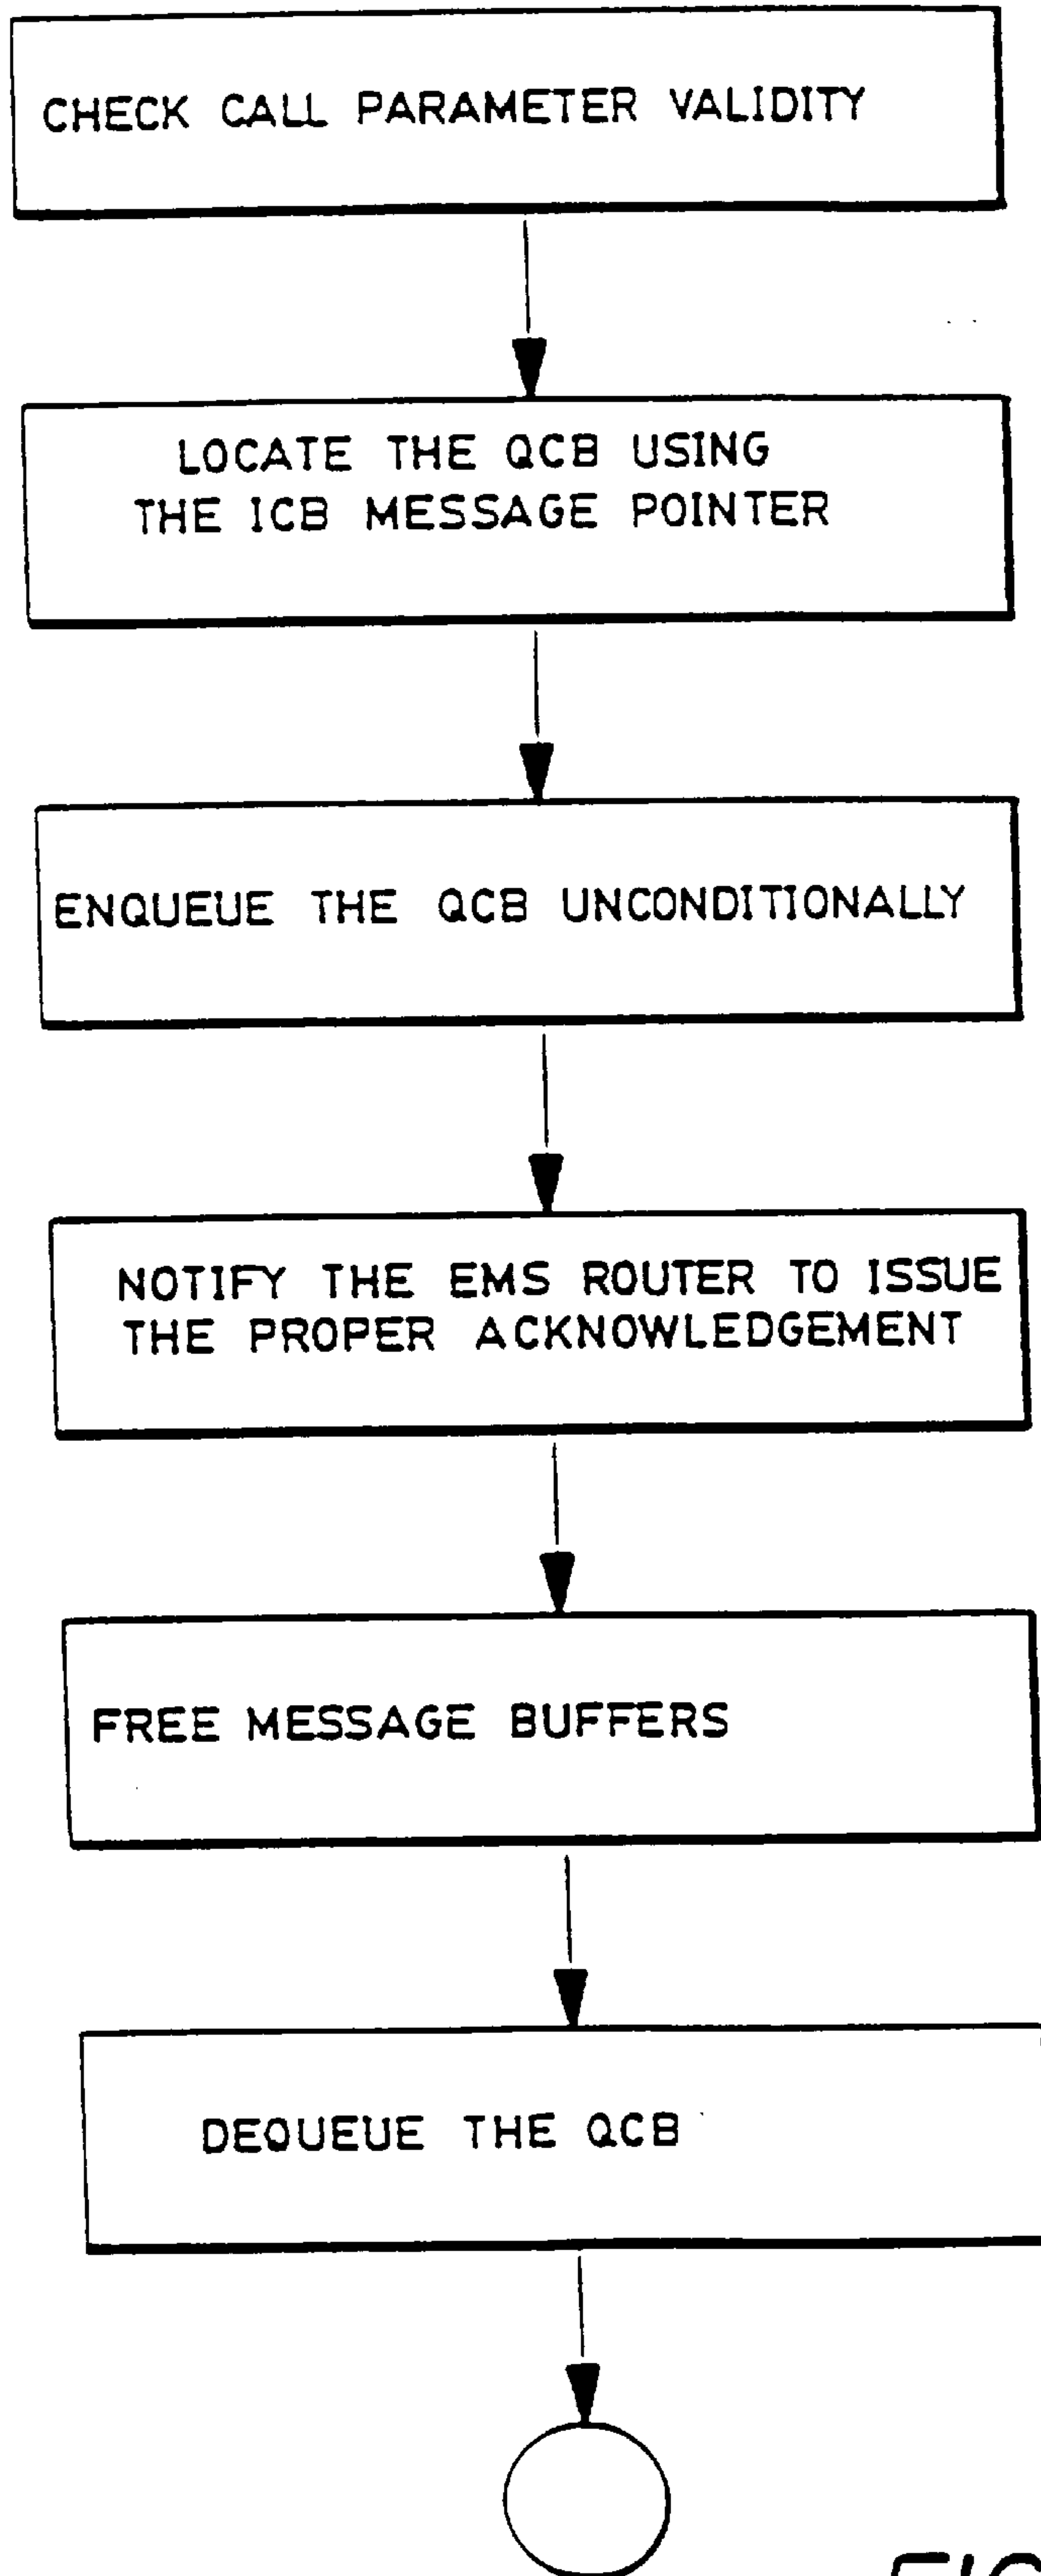 CHECK CALL PARAMETER VALIDITY
LOCATE THE QCB USING
THE ICB MESSAGE POINTER
ENQUEUE THE QCB UNCONDITIONALLY
NOTIFY THE EMS ROUTER TO ISSUE
THE PROPER ACKNOWLEDGEMENT
FREE MESSAGE BUFFERS
DEQUEUE THE QCB